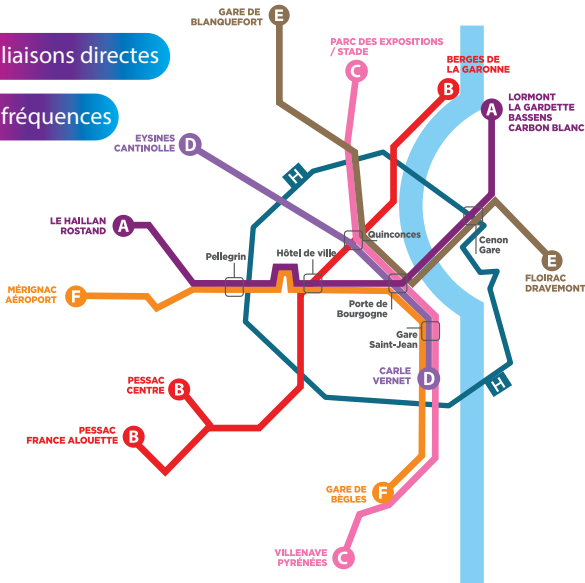 GARE DE
BLANQUEFORT
E
liaisons directes
fréquences
PARC DES EXPOSITIONS
/ STADE
C
BERGES DE
LA GARONNE
B
A
LORMONT
LA GARDETTE
BASSENS
CARBON BLANC
EYSINES
CANTINOLLE
D
H
LE HAILLAN
ROSTAND
A
Quinconces
Cenon
Gare
Pellegrin
Hôtel de ville
E
FLOIRAC
DRAVEMONT
MÉRIGNAC
AÉROPORT
F
Porte de
Bourgogne
Gare
Saint-Jean
CARLE
VERNET
D
H
PESSAC
CENTRE
B
PESSAC
FRANCE ALOUETTE
B
GARE DE
BÈGLES
F
VILLENAVE
PYRÉNÉES
C